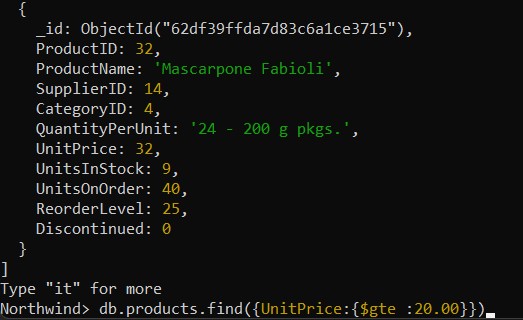 {
_id: ObjectId("62df39ffda7d83c6a1ce3715"),
ProductID: 32,
ProductName: 'Mascarpone Fabioli',
SupplierID: 14,
CategoryID: 4,
QuantityPerUnit: '24 - 200 g pkgs.',
UnitPrice: 32,
UnitsInStock: 9,
UnitsOnOrder: 40,
ReorderLevel: 25,
Discontinued: 0
}
]
Type "it" for more
Northwind> db.products.find({UnitPrice:{$gte :20.00}})